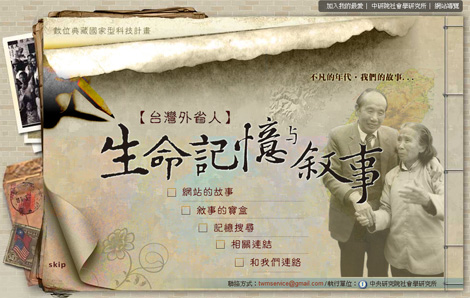 加入我的最愛 | 中研院社會學研究所 | 網站導覽
數位典藏國家型科技計畫
不凡的年代‧我們的故事...
【台灣外省人】
生命記憶與敘事
網站的故事
敘事的寶盒
記憶搜尋
相關連結
和我們連絡
skip
聯絡方式：twmservice@gmail.com / 執行單位： 中央研究院社會學研究所